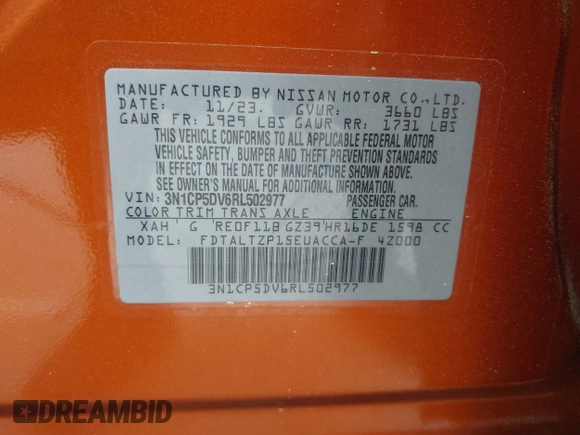 MANUFACTURED BY NISSAN MOTOR CO.,LTD.
DATE: 11/23. GVWR: 3660 LBS
GAWR FR: 1929 LBS GAWR RR: 1731 LBS
THIS VEHICLE CONFORMS TO ALL APPLICABLE FEDERAL MOTOR
VEHICLE SAFETY, BUMPER AND THEFT PREVENTION STANDARDS
IN EFFECT ON THE DATE OF MANUFACTURE SHOWN ABOVE.
SEE OWNER'S MANUAL FOR ADDITIONAL INFORMATION.
VIN: 3N1CP5DV6RL502977 PASSENGER CAR.
COLOR TRIM TRANS AXLE ENGINE
XAH G RE0F11B GZ39 HR16DE 1598 CC
MODEL: FDTALTZP15EUACCA-F 4Z000
3N1CP5DV6RL502977
DREAMBID